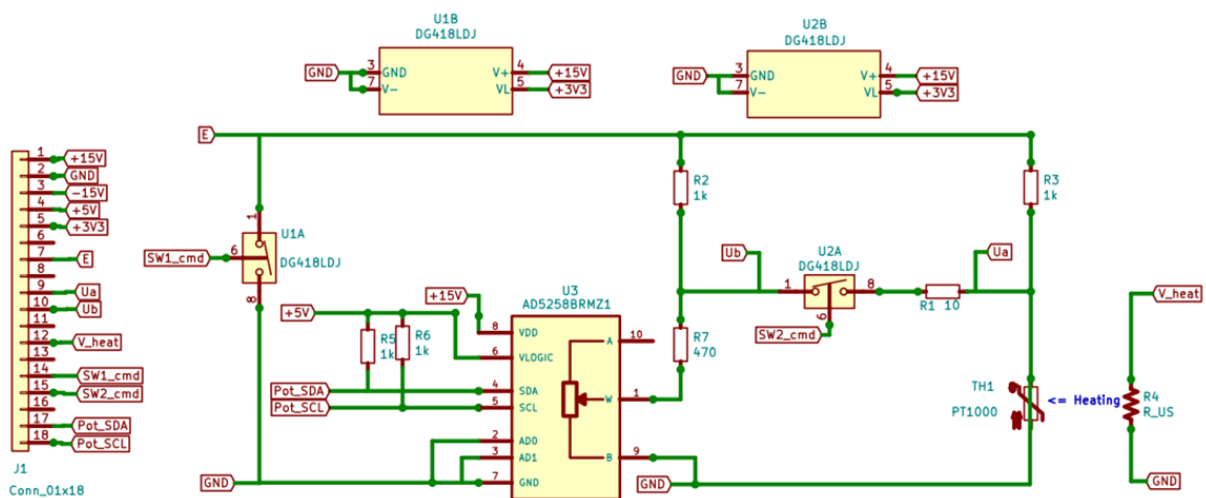 U1B
DG418LDJ
GND
3
GND
7
V-
V+
4
+15V
VL
5
+3V3
U2B
DG418LDJ
GND
3
GND
7
V-
V+
4
+15V
VL
5
+3V3
E
1
+15V
2
GND
3
-15V
4
+5V
5
+3V3
6
7
E
8
9
Ua
10
Ub
11
12
V_heat
13
14
SW1_cmd
15
SW2_cmd
16
17
Pot_SDA
18
Pot_SCL
J1
Conn_01x18
1
U1A
SW1_cmd
6
DG418LDJ
8
R2
1k
R3
1k
Ub
U2A
DG418LDJ
1
8
6
SW2_cmd
R1 10
Ua
+15V
+5V
U3
AD5258BRMZ1
R5
1k
R6
1k
8
VDD
6
VLOGIC
4
SDA
5
SCL
2
AD0
3
AD1
7
GND
A
10
W
1
B
9
Pot_SDA
Pot_SCL
GND
R7
470
GND
TH1
PT1000
<= Heating
V_heat
R4
R_US
GND